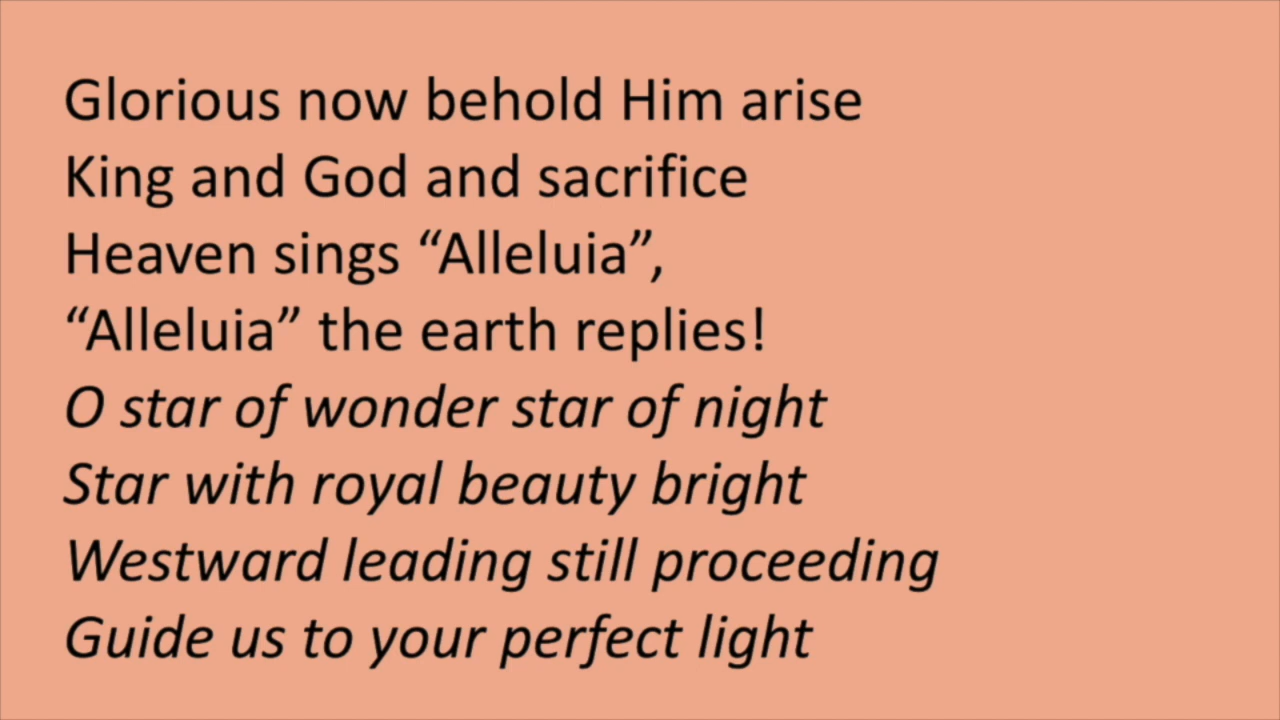 Glorious now behold Him arise
King and God and sacrifice
Heaven sings “Alleluia”,
“Alleluia” the earth replies!
O star of wonder star of night
Star with royal beauty bright
Westward leading still proceeding
Guide us to your perfect light